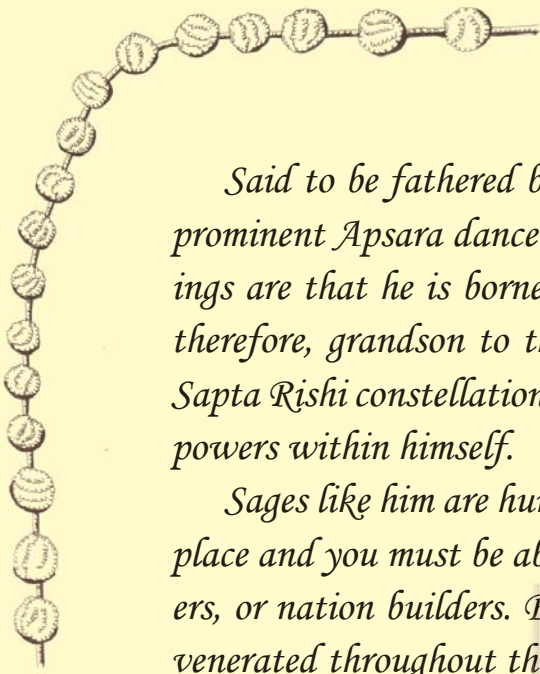 Said to be fathered b
prominent Apsara dance
ings are that he is borne
therefore, grandson to th
Sapta Rishi constellation
powers within himself.
Sages like him are hu
place and you must be ab
ers, or nation builders.
venerated throughout th